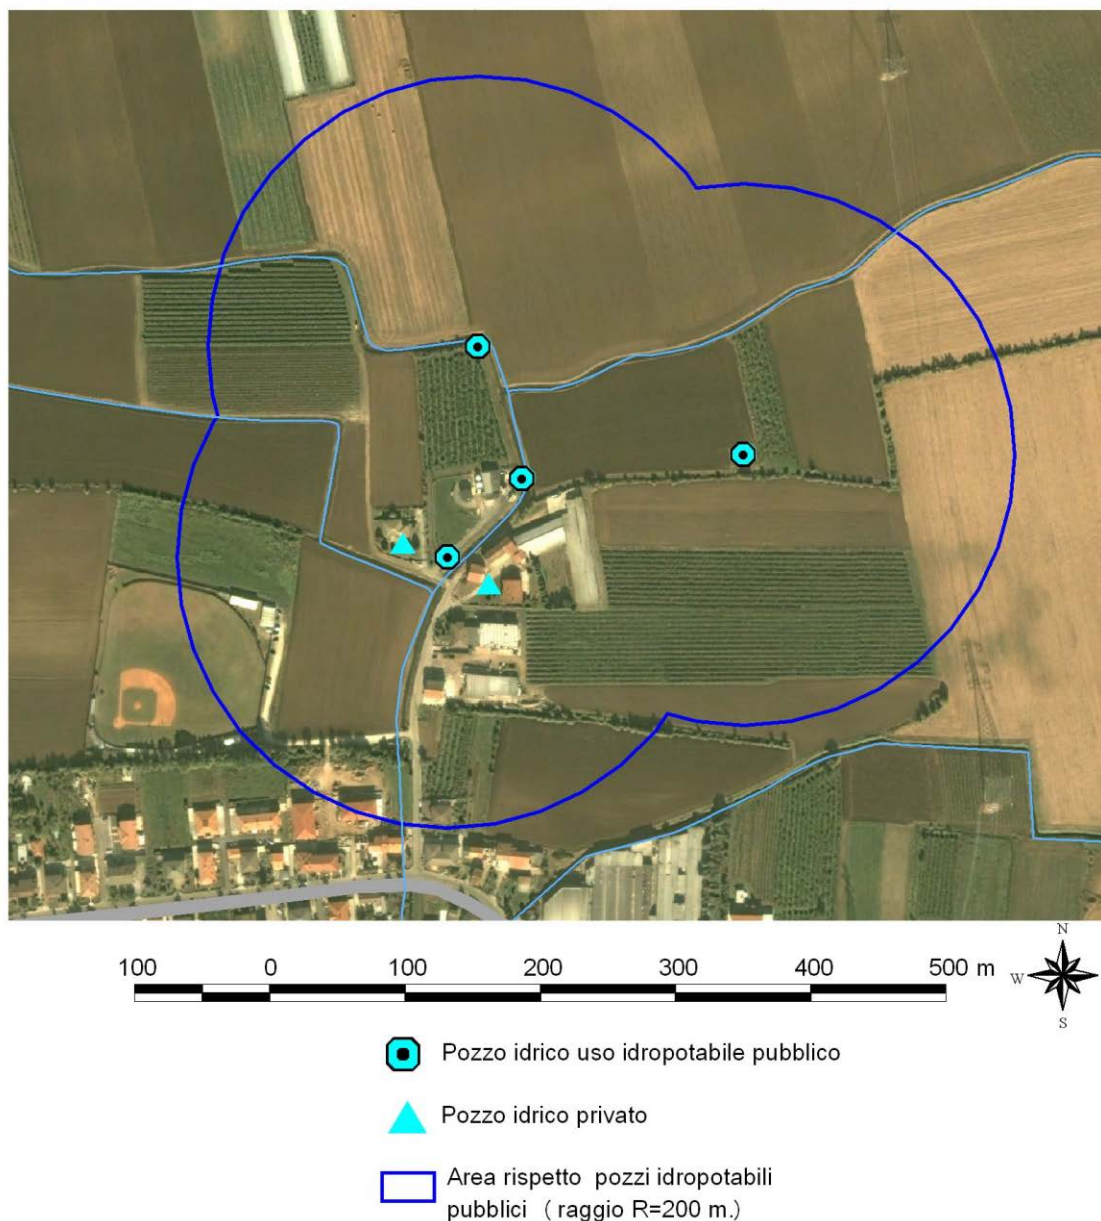 100 0 100 200 300 400 500 m
N
W
S
Pozzo idrico uso idropotabile pubblico
Pozzo idrico privato
Area rispetto pozzi idropotabili
pubblici ( raggio R=200 m.)